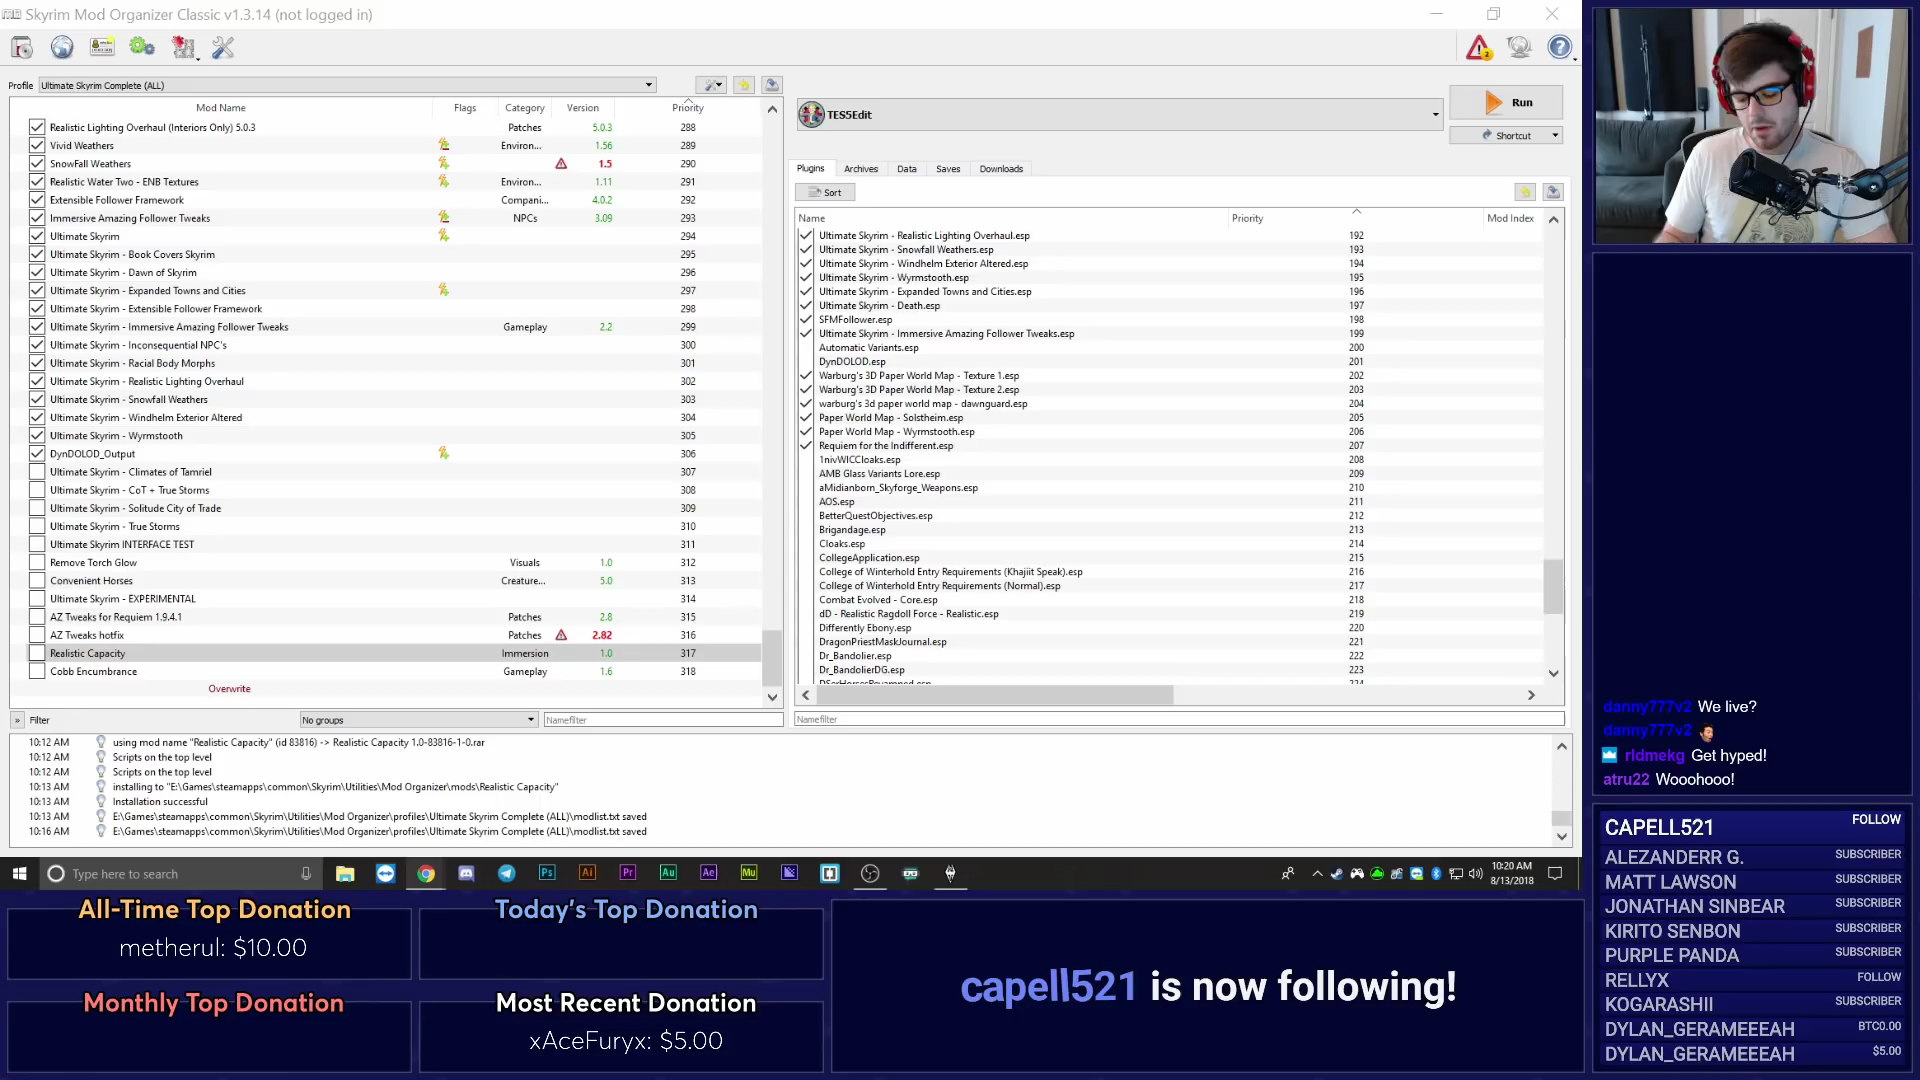 Skyrim Mod Organizer Classic v1.3.14 (not logged in)
Profile Ultimate Skyrim Complete (ALL)
Mod Name Flags Category Version Priority
Realistic Lighting Overhaul (Interiors Only) 5.0.3 Patches 5.0.3 288
Vivid Weathers Environ... 1.56 289
SnowFall Weathers 1.5 290
Realistic Water Two - ENB Textures Environ... 1.11 291
Extensible Follower Framework Compani... 4.0.2 292
Immersive Amazing Follower Tweaks NPCs 3.09 293
Ultimate Skyrim 294
Ultimate Skyrim - Book Covers Skyrim 295
Ultimate Skyrim - Dawn of Skyrim 296
Ultimate Skyrim - Expanded Towns and Cities 297
Ultimate Skyrim - Extensible Follower Framework 298
Ultimate Skyrim - Immersive Amazing Follower Tweaks Gameplay 2.2 299
Ultimate Skyrim - Inconsequential NPC's 300
Ultimate Skyrim - Racial Body Morphs 301
Ultimate Skyrim - Realistic Lighting Overhaul 302
Ultimate Skyrim - Snowfall Weathers 303
Ultimate Skyrim - Windhelm Exterior Altered 304
Ultimate Skyrim - Wyrmstooth 305
DynDOLOD_Output 306
Ultimate Skyrim - Climates of Tamriel 307
Ultimate Skyrim - CoT + True Storms 308
Ultimate Skyrim - Solitude City of Trade 309
Ultimate Skyrim - True Storms 310
Ultimate Skyrim INTERFACE TEST 311
Remove Torch Glow Visuals 1.0 312
Convenient Horses Creature... 5.0 313
Ultimate Skyrim - EXPERIMENTAL 314
AZ Tweaks for Requiem 1.9.4.1 Patches 2.8 315
AZ Tweaks hotfix Patches 2.82 316
Realistic Capacity Immersion 1.0 317
Cobb Encumbrance Gameplay 1.6 318
Overwrite
» Filter No groups Namefilter
TES5Edit
Run
Shortcut
Plugins Archives Data Saves Downloads
Sort
Name Priority Mod Index
Ultimate Skyrim - Realistic Lighting Overhaul.esp 192
Ultimate Skyrim - Snowfall Weathers.esp 193
Ultimate Skyrim - Windhelm Exterior Altered.esp 194
Ultimate Skyrim - Wyrmstooth.esp 195
Ultimate Skyrim - Expanded Towns and Cities.esp 196
Ultimate Skyrim - Death.esp 197
SFMFollower.esp 198
Ultimate Skyrim - Immersive Amazing Follower Tweaks.esp 199
Automatic Variants.esp 200
DynDOLOD.esp 201
Warburg's 3D Paper World Map - Texture 1.esp 202
Warburg's 3D Paper World Map - Texture 2.esp 203
warburg's 3d paper world map - dawnguard.esp 204
Paper World Map - Solstheim.esp 205
Paper World Map - Wyrmstooth.esp 206
Requiem for the Indifferent.esp 207
1nivWICCloaks.esp 208
AMB Glass Variants Lore.esp 209
aMidianborn_Skyforge_Weapons.esp 210
AOS.esp 211
BetterQuestObjectives.esp 212
Brigandage.esp 213
Cloaks.esp 214
CollegeApplication.esp 215
College of Winterhold Entry Requirements (Khajiit Speak).esp 216
College of Winterhold Entry Requirements (Normal).esp 217
Combat Evolved - Core.esp 218
dD - Realistic Ragdoll Force - Realistic.esp 219
Differently Ebony.esp 220
DragonPriestMaskJournal.esp 221
Dr_Bandolier.esp 222
Dr_BandolierDG.esp 223
DSerHorsesRevamped.esp 224
Namefilter
10:12 AM using mod name "Realistic Capacity" (id 83816) -> Realistic Capacity 1.0-83816-1-0.rar
10:12 AM Scripts on the top level
10:12 AM Scripts on the top level
10:13 AM installing to "E:\Games\steamapps\common\Skyrim\Utilities\Mod Organizer\mods\Realistic Capacity"
10:13 AM Installation successful
10:13 AM E:\Games\steamapps\common\Skyrim\Utilities\Mod Organizer\profiles\Ultimate Skyrim Complete (ALL)\modlist.txt saved
10:16 AM E:\Games\steamapps\common\Skyrim\Utilities\Mod Organizer\profiles\Ultimate Skyrim Complete (ALL)\modlist.txt saved
Type here to search Ps Ai Pr Au Ae Mu
10:20 AM
8/13/2018
danny777v2 We live?
danny777v2
rldmekg Get hyped!
atru22 Wooohooo!
CAPELL521 FOLLOW
ALEZANDERR G. SUBSCRIBER
MATT LAWSON SUBSCRIBER
JONATHAN SINBEAR SUBSCRIBER
KIRITO SENBON SUBSCRIBER
PURPLE PANDA SUBSCRIBER
RELLYX FOLLOW
KOGARASHII SUBSCRIBER
DYLAN_GERAMEEEAH BTC0.00
DYLAN_GERAMEEEAH $5.00
All-Time Top Donation
metherul: $10.00
Today's Top Donation
Monthly Top Donation
Most Recent Donation
xAceFuryx: $5.00
capell521 is now following!